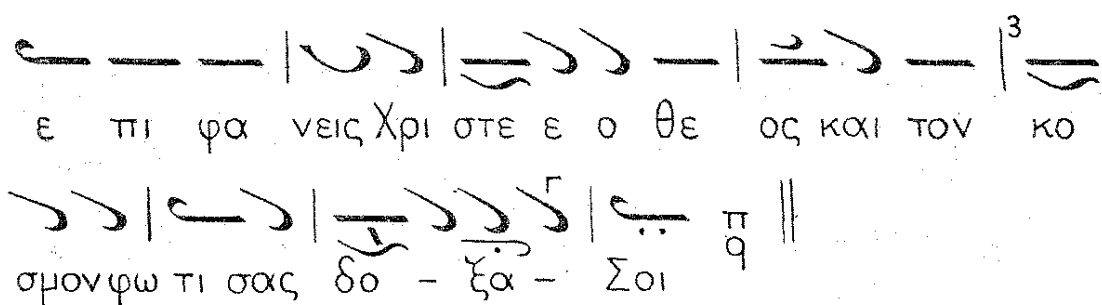 ε πι φα νεις Χρι στε ε ο θε ος και τον κο
σμον φω τι σας δο - ξα - Σοι